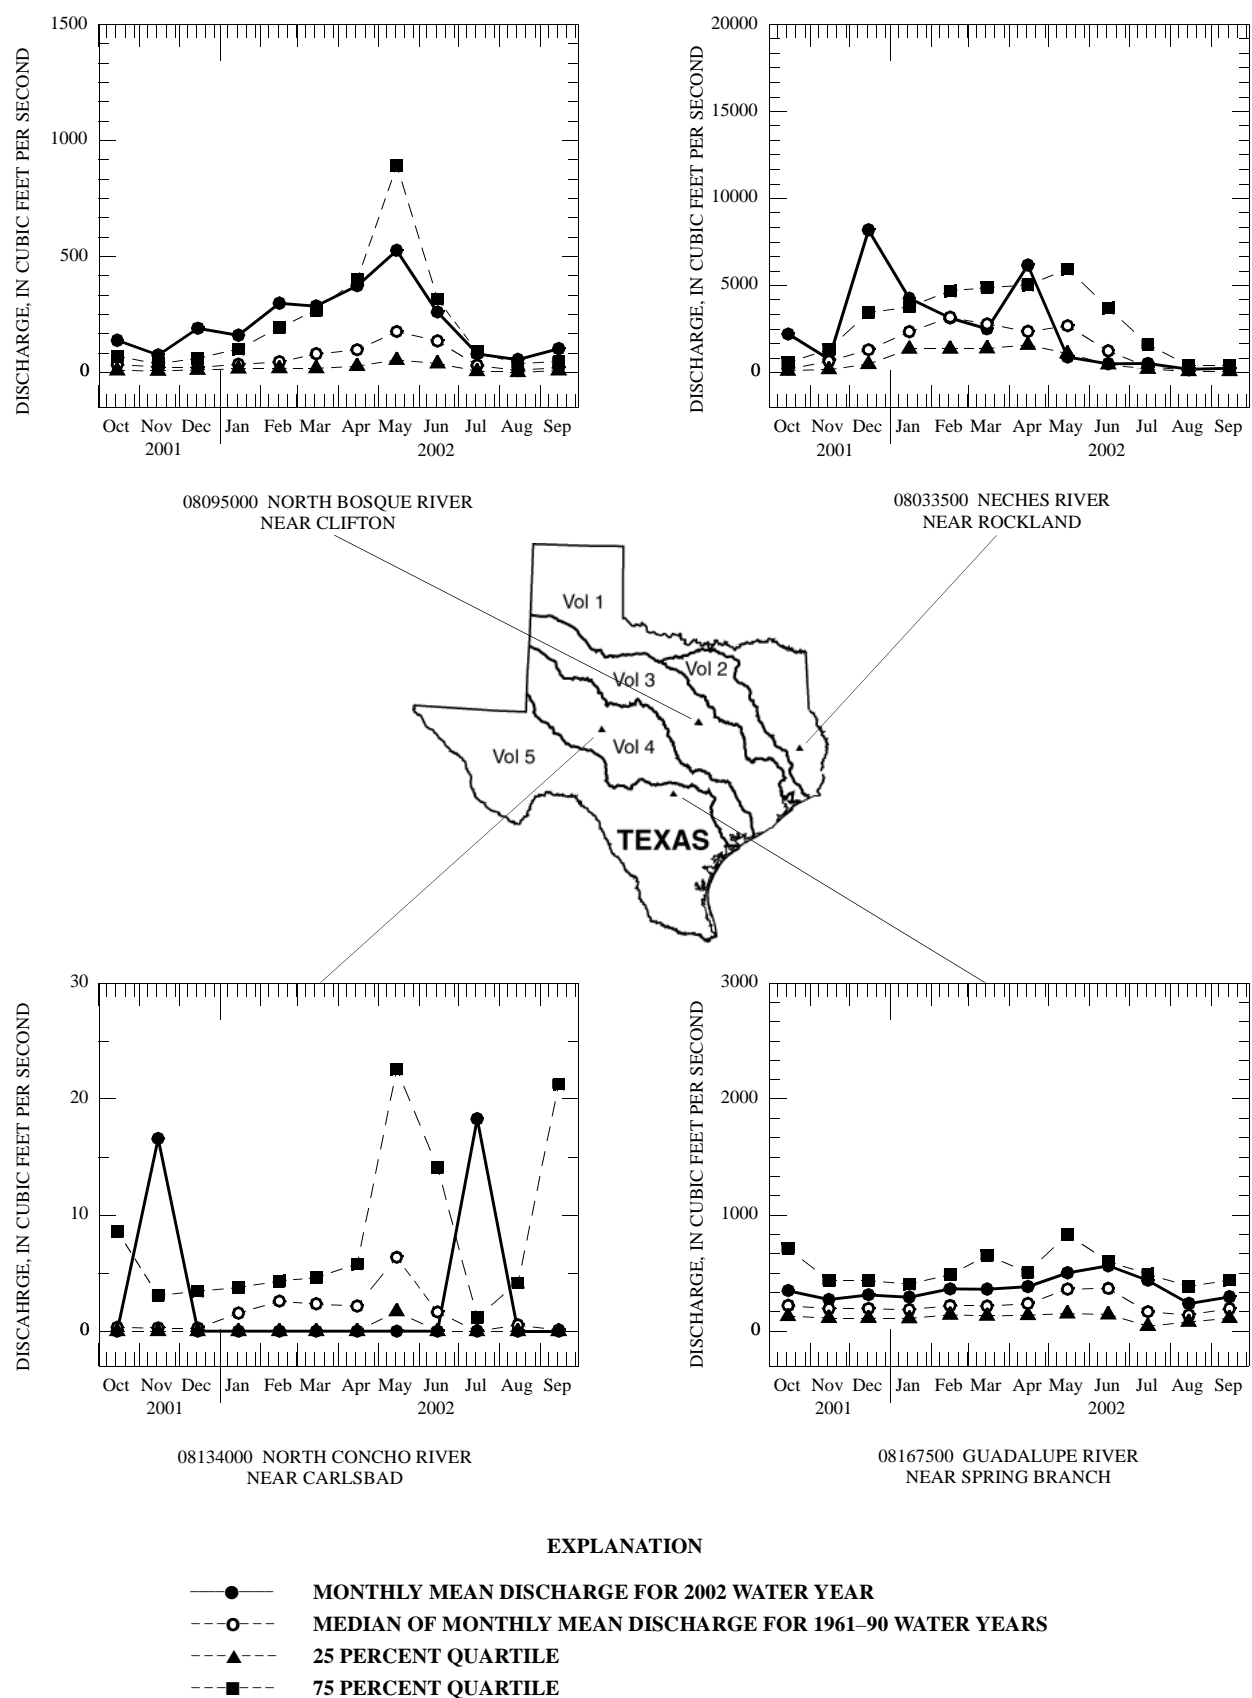 1500
1000
500
0
DISCHARGE, IN CUBIC FEET PER SECOND
Oct Nov Dec Jan Feb Mar Apr May Jun Jul Aug Sep
2001 2002
08095000 NORTH BOSQUE RIVER
NEAR CLIFTON
20000
15000
10000
5000
0
DISCHARGE, IN CUBIC FEET PER SECOND
Oct Nov Dec Jan Feb Mar Apr May Jun Jul Aug Sep
2001 2002
08033500 NECHES RIVER
NEAR ROCKLAND
Vol 1
Vol 2
Vol 3
Vol 4
Vol 5
TEXAS
30
20
10
0
DISCAHRGE, IN CUBIC FEET PER SECOND
Oct Nov Dec Jan Feb Mar Apr May Jun Jul Aug Sep
2001 2002
08134000 NORTH CONCHO RIVER
NEAR CARLSBAD
3000
2000
1000
0
DISCHARGE, IN CUBIC FEET PER SECOND
Oct Nov Dec Jan Feb Mar Apr May Jun Jul Aug Sep
2001 2002
08167500 GUADALUPE RIVER
NEAR SPRING BRANCH
EXPLANATION
MONTHLY MEAN DISCHARGE FOR 2002 WATER YEAR
MEDIAN OF MONTHLY MEAN DISCHARGE FOR 1961–90 WATER YEARS
25 PERCENT QUARTILE
75 PERCENT QUARTILE